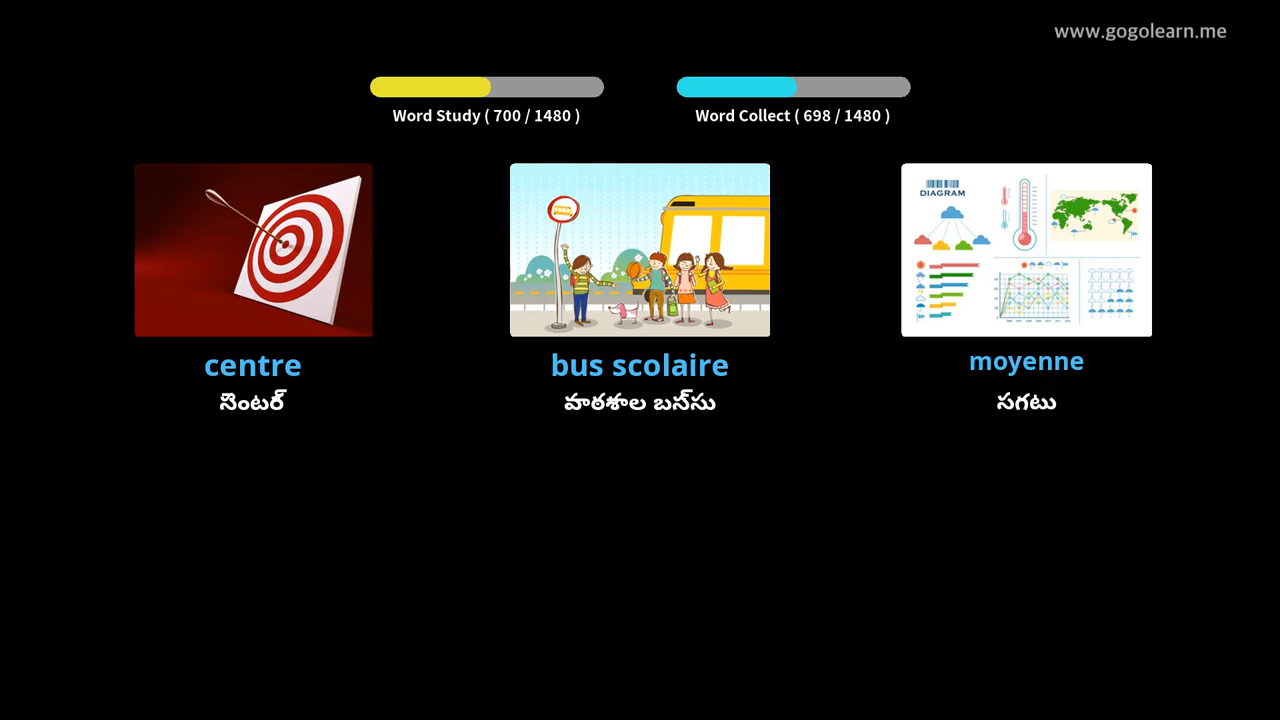 www.gogolearn.me
Word Study ( 700 / 1480 )
Word Collect ( 698 / 1480 )
DIAGRAM
centre
bus scolaire
moyenne
సెంటర్
పాఠశాల బస్సు
సగటు